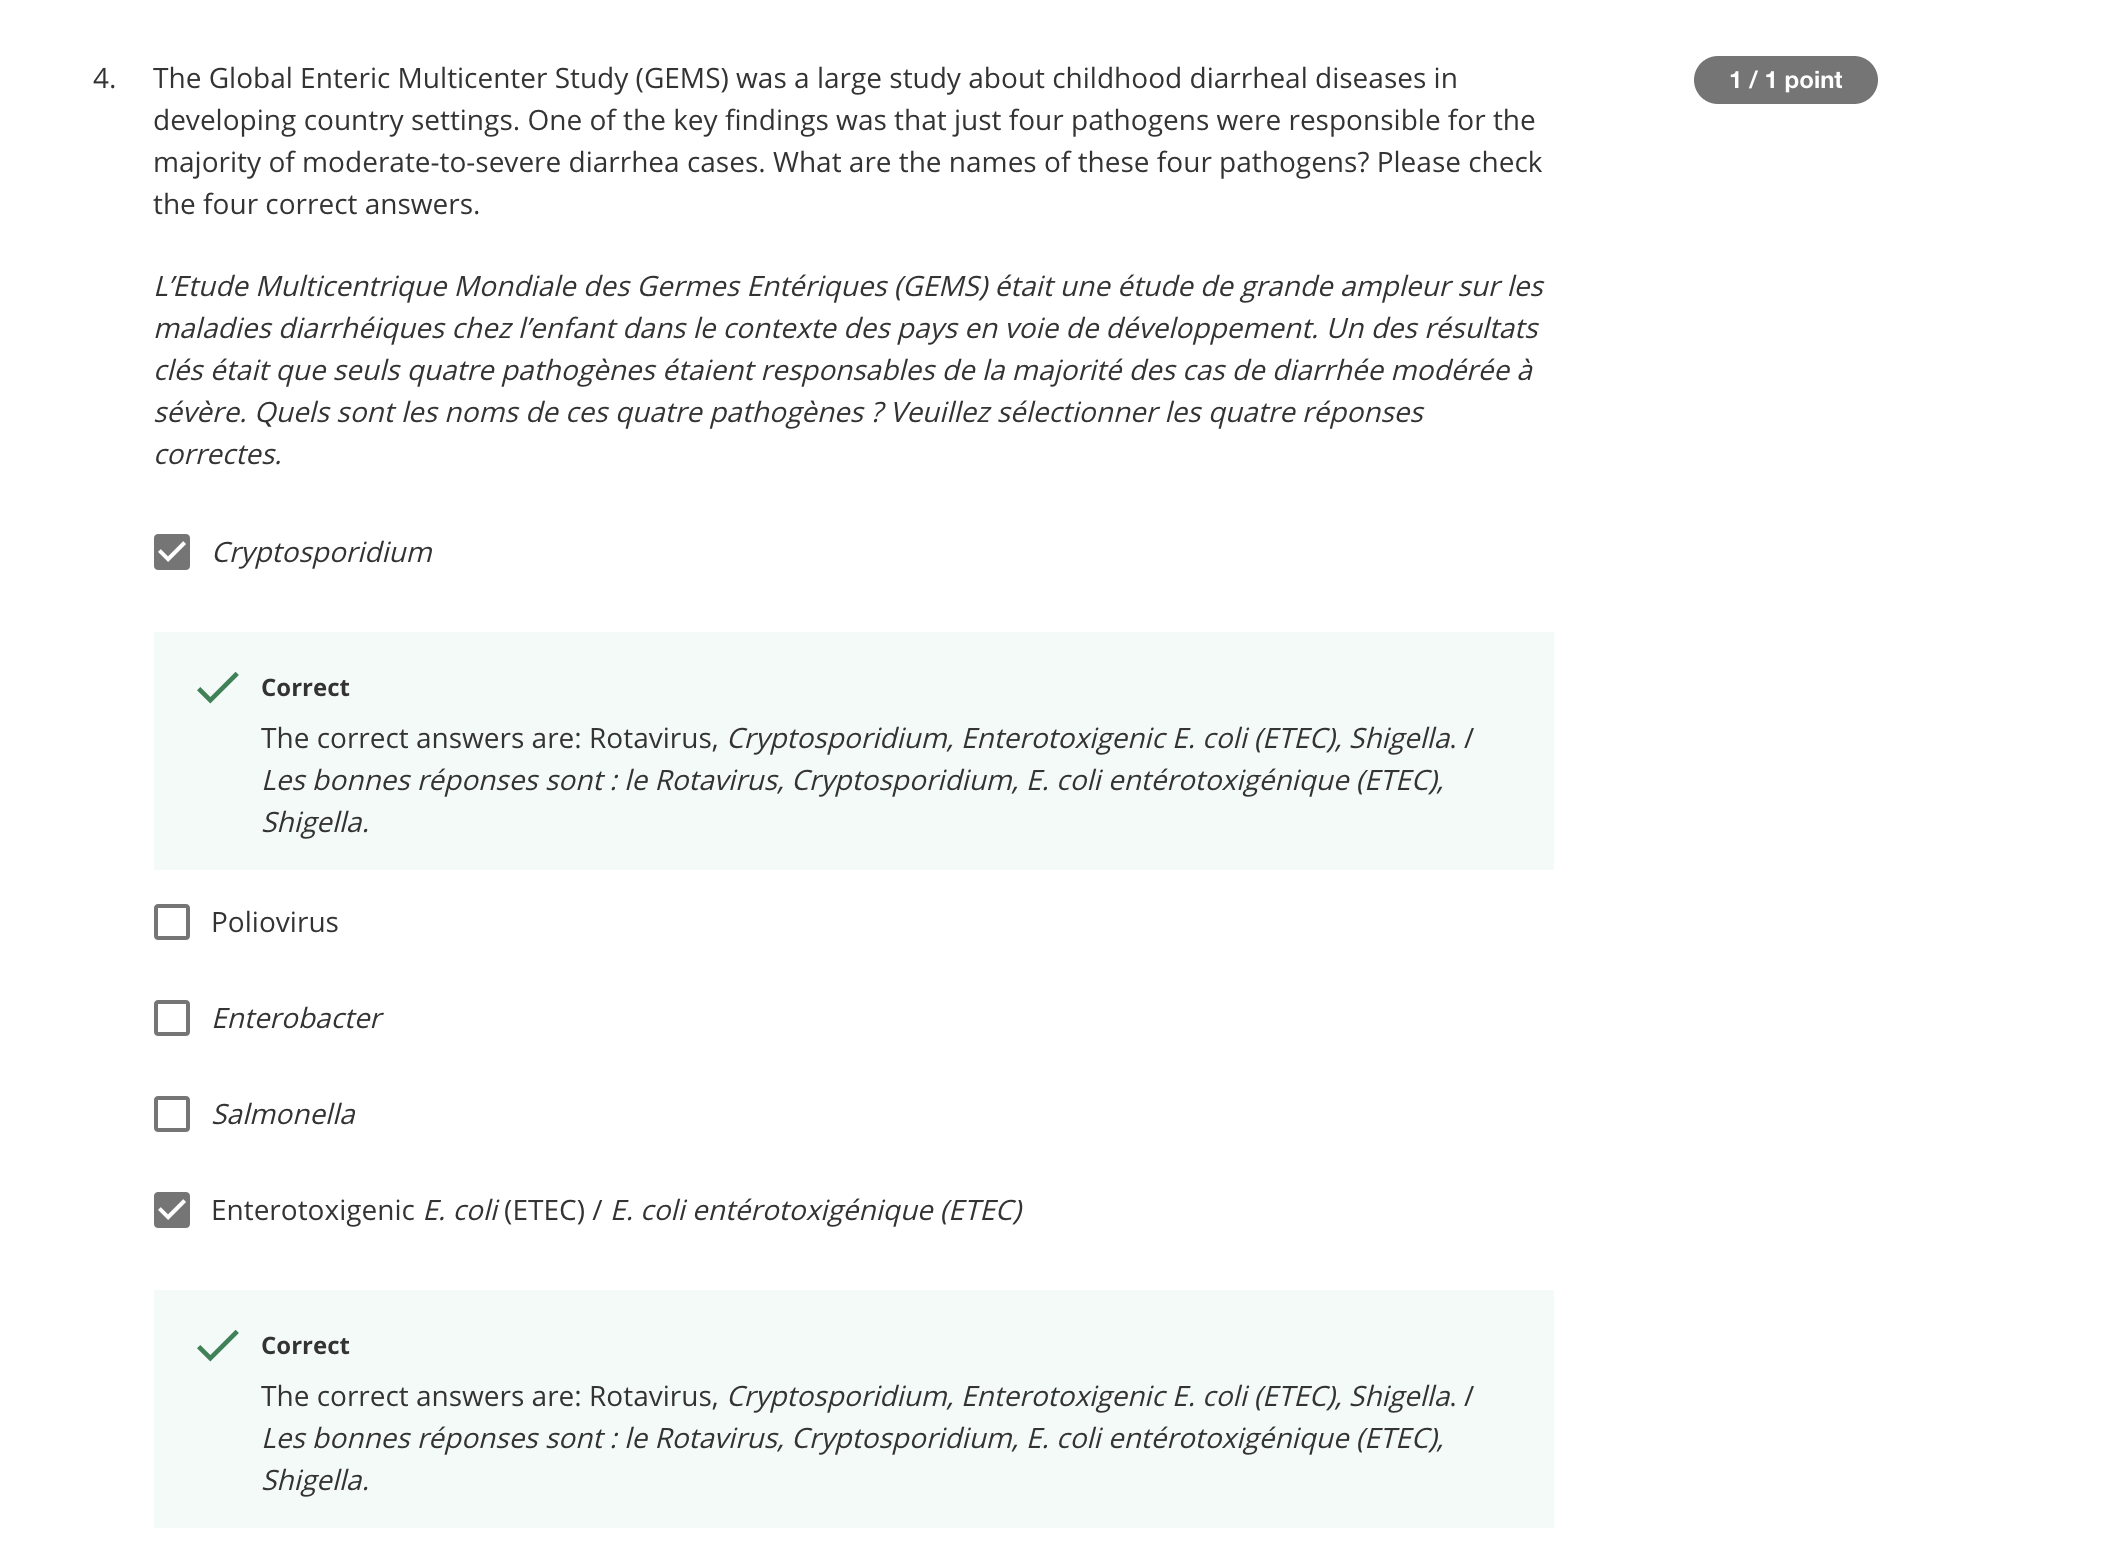 4. The Global Enteric Multicenter Study (GEMS) was a large study about childhood diarrheal diseases in
1 / 1 point
developing country settings. One of the key findings was that just four pathogens were responsible for the
majority of moderate-to-severe diarrhea cases. What are the names of these four pathogens? Please check
the four correct answers.
L’Etude Multicentrique Mondiale des Germes Entériques (GEMS) était une étude de grande ampleur sur les
maladies diarrhéiques chez l’enfant dans le contexte des pays en voie de développement. Un des résultats
clés était que seuls quatre pathogènes étaient responsables de la majorité des cas de diarrhée modérée à
sévère. Quels sont les noms de ces quatre pathogènes ? Veuillez sélectionner les quatre réponses
correctes.
Cryptosporidium
Correct
The correct answers are: Rotavirus, Cryptosporidium, Enterotoxigenic E. coli (ETEC), Shigella. /
Les bonnes réponses sont : le Rotavirus, Cryptosporidium, E. coli entérotoxigénique (ETEC),
Shigella.
Poliovirus
Enterobacter
Salmonella
Enterotoxigenic E. coli (ETEC) / E. coli entérotoxigénique (ETEC)
Correct
The correct answers are: Rotavirus, Cryptosporidium, Enterotoxigenic E. coli (ETEC), Shigella. /
Les bonnes réponses sont : le Rotavirus, Cryptosporidium, E. coli entérotoxigénique (ETEC),
Shigella.